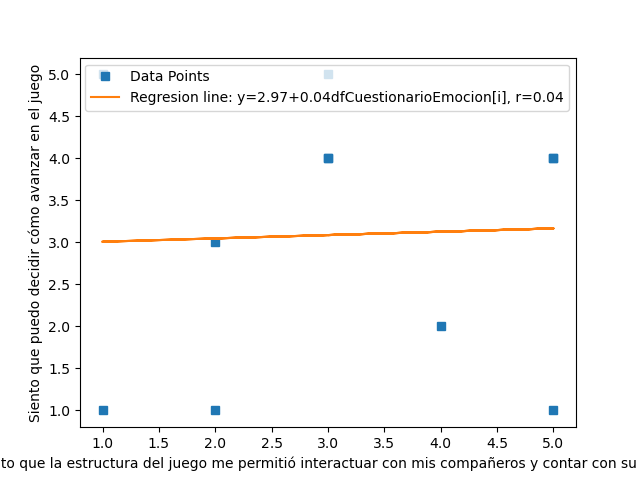 Data Points
Regresion line: y=2.97+0.04dfCuestionarioEmocion[i], r=0.04
Siento que puedo decidir cómo avanzar en el juego
5.0
4.5
4.0
3.5
3.0
2.5
2.0
1.5
1.0
1.0 1.5 2.0 2.5 3.0 3.5 4.0 4.5 5.0
to que la estructura del juego me permitió interactuar con mis compañeros y contar con su